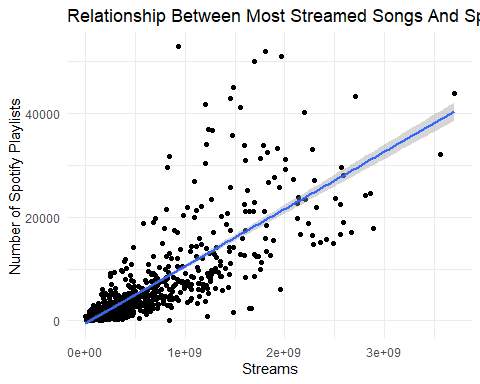 Relationship Between Most Streamed Songs And Sp
Number of Spotify Playlists
40000
20000
0
0e+00 1e+09 2e+09 3e+09
Streams